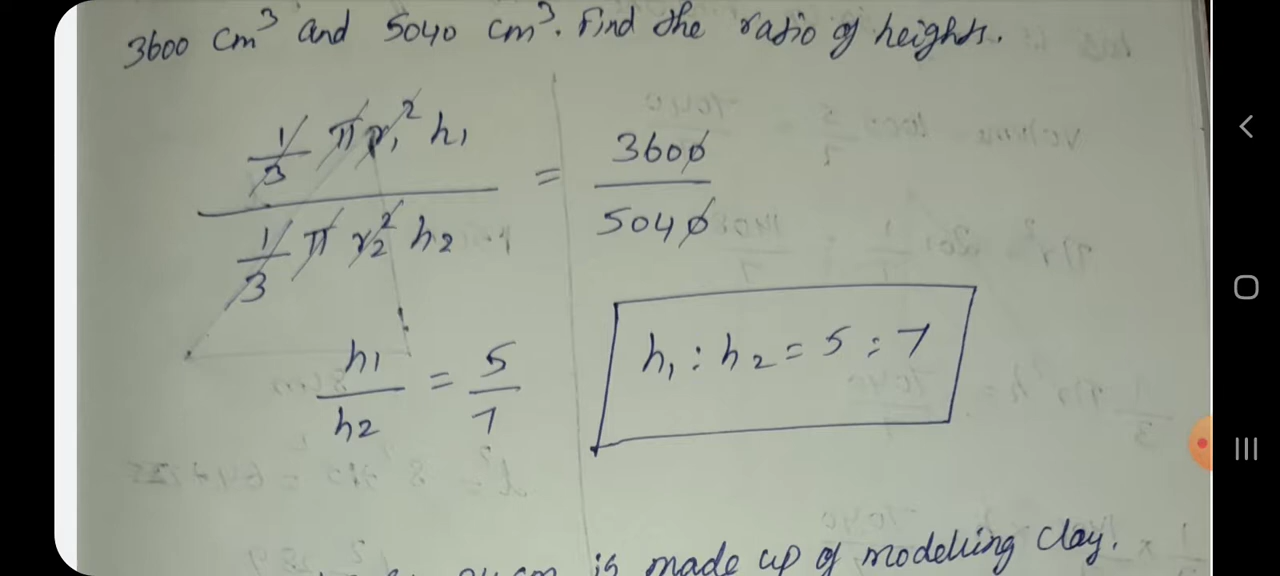 3600 cm³ and 5040 cm³. Find the ratio of heights.
1/3 π r₁² h₁ / 1/3 π r₂² h₂ = 3600 / 5040
h₁/h₂ = 5/7
h₁ : h₂ = 5 : 7
is made up of modelling clay.